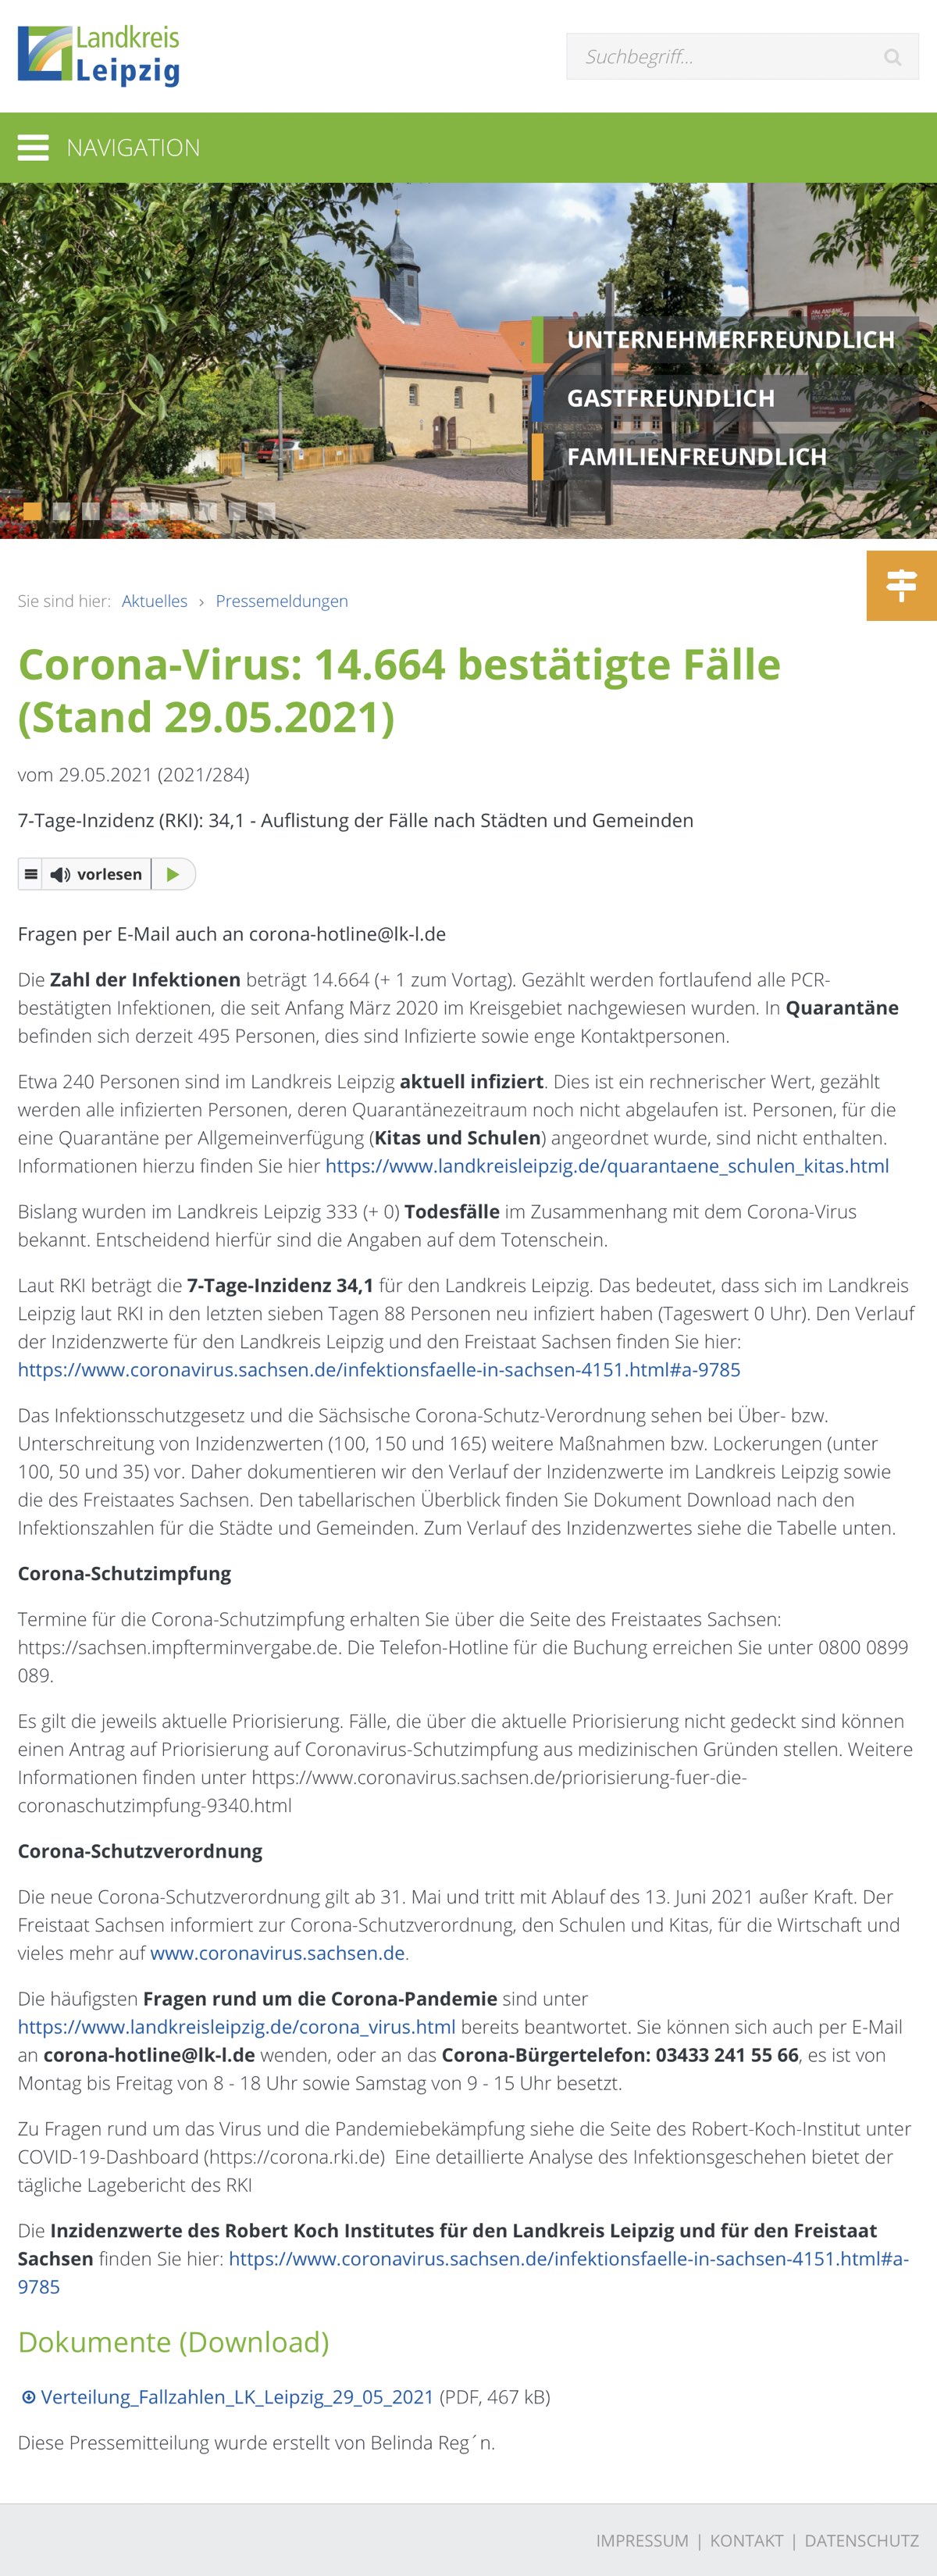 Landkreis
Leipzig
Suchbegriff...
NAVIGATION
UNTERNEHMERFREUNDLICH
GASTFREUNDLICH
FAMILIENFREUNDLICH
Sie sind hier: Aktuelles › Pressemeldungen
Corona-Virus: 14.664 bestätigte Fälle
(Stand 29.05.2021)
vom 29.05.2021 (2021/284)
7-Tage-Inzidenz (RKI): 34,1 - Auflistung der Fälle nach Städten und Gemeinden
vorlesen
Fragen per E-Mail auch an corona-hotline@lk-l.de
Die Zahl der Infektionen beträgt 14.664 (+ 1 zum Vortag). Gezählt werden fortlaufend alle PCR-
bestätigten Infektionen, die seit Anfang März 2020 im Kreisgebiet nachgewiesen wurden. In Quarantäne
befinden sich derzeit 495 Personen, dies sind Infizierte sowie enge Kontaktpersonen.
Etwa 240 Personen sind im Landkreis Leipzig aktuell infiziert. Dies ist ein rechnerischer Wert, gezählt
werden alle infizierten Personen, deren Quarantänezeitraum noch nicht abgelaufen ist. Personen, für die
eine Quarantäne per Allgemeinverfügung (Kitas und Schulen) angeordnet wurde, sind nicht enthalten.
Informationen hierzu finden Sie hier https://www.landkreisleipzig.de/quarantaene_schulen_kitas.html
Bislang wurden im Landkreis Leipzig 333 (+ 0) Todesfälle im Zusammenhang mit dem Corona-Virus
bekannt. Entscheidend hierfür sind die Angaben auf dem Totenschein.
Laut RKI beträgt die 7-Tage-Inzidenz 34,1 für den Landkreis Leipzig. Das bedeutet, dass sich im Landkreis
Leipzig laut RKI in den letzten sieben Tagen 88 Personen neu infiziert haben (Tageswert 0 Uhr). Den Verlauf
der Inzidenzwerte für den Landkreis Leipzig und den Freistaat Sachsen finden Sie hier:
https://www.coronavirus.sachsen.de/infektionsfaelle-in-sachsen-4151.html#a-9785
Das Infektionsschutzgesetz und die Sächsische Corona-Schutz-Verordnung sehen bei Über- bzw.
Unterschreitung von Inzidenzwerten (100, 150 und 165) weitere Maßnahmen bzw. Lockerungen (unter
100, 50 und 35) vor. Daher dokumentieren wir den Verlauf der Inzidenzwerte im Landkreis Leipzig sowie
die des Freistaates Sachsen. Den tabellarischen Überblick finden Sie Dokument Download nach den
Infektionszahlen für die Städte und Gemeinden. Zum Verlauf des Inzidenzwertes siehe die Tabelle unten.
Corona-Schutzimpfung
Termine für die Corona-Schutzimpfung erhalten Sie über die Seite des Freistaates Sachsen:
https://sachsen.impfterminvergabe.de. Die Telefon-Hotline für die Buchung erreichen Sie unter 0800 0899
089.
Es gilt die jeweils aktuelle Priorisierung. Fälle, die über die aktuelle Priorisierung nicht gedeckt sind können
einen Antrag auf Priorisierung auf Coronavirus-Schutzimpfung aus medizinischen Gründen stellen. Weitere
Informationen finden unter https://www.coronavirus.sachsen.de/priorisierung-fuer-die-
coronaschutzimpfung-9340.html
Corona-Schutzverordnung
Die neue Corona-Schutzverordnung gilt ab 31. Mai und tritt mit Ablauf des 13. Juni 2021 außer Kraft. Der
Freistaat Sachsen informiert zur Corona-Schutzverordnung, den Schulen und Kitas, für die Wirtschaft und
vieles mehr auf www.coronavirus.sachsen.de.
Die häufigsten Fragen rund um die Corona-Pandemie sind unter
https://www.landkreisleipzig.de/corona_virus.html bereits beantwortet. Sie können sich auch per E-Mail
an corona-hotline@lk-l.de wenden, oder an das Corona-Bürgertelefon: 03433 241 55 66, es ist von
Montag bis Freitag von 8 - 18 Uhr sowie Samstag von 9 - 15 Uhr besetzt.
Zu Fragen rund um das Virus und die Pandemiebekämpfung siehe die Seite des Robert-Koch-Institut unter
COVID-19-Dashboard (https://corona.rki.de)  Eine detaillierte Analyse des Infektionsgeschehen bietet der
tägliche Lagebericht des RKI
Die Inzidenzwerte des Robert Koch Institutes für den Landkreis Leipzig und für den Freistaat
Sachsen finden Sie hier: https://www.coronavirus.sachsen.de/infektionsfaelle-in-sachsen-4151.html#a-
9785
Dokumente (Download)
Verteilung_Fallzahlen_LK_Leipzig_29_05_2021 (PDF, 467 kB)
Diese Pressemitteilung wurde erstellt von Belinda Reg´n.
IMPRESSUM | KONTAKT | DATENSCHUTZ